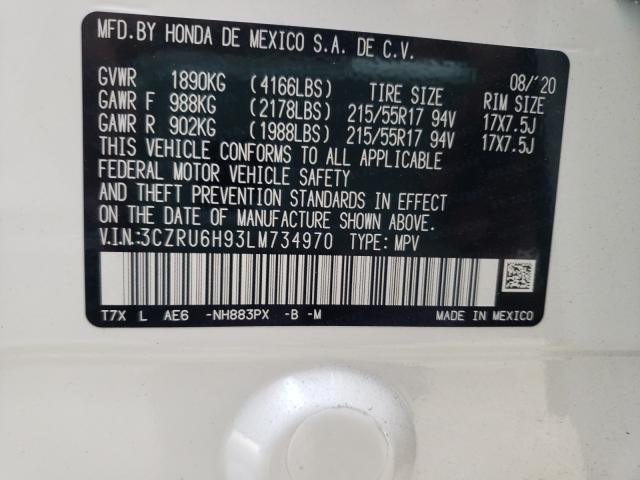 MFD.BY HONDA DE MEXICO S.A. DE C.V.
08/'20
GVWR 1890KG (4166LBS) TIRE SIZE RIM SIZE
GAWR F 988KG (2178LBS) 215/55R17 94V 17X7.5J
GAWR R 902KG (1988LBS) 215/55R17 94V 17X7.5J
THIS VEHICLE CONFORMS TO ALL APPLICABLE
FEDERAL MOTOR VEHICLE SAFETY
AND THEFT PREVENTION STANDARDS IN EFFECT
ON THE DATE OF MANUFACTURE SHOWN ABOVE.
V.I.N:3CZRU6H93LM734970 TYPE: MPV
T7X L AE6 -NH883PX -B -M MADE IN MEXICO